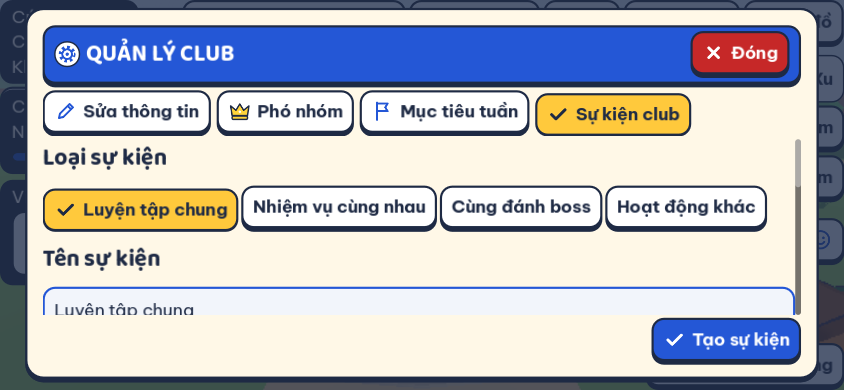 QUẢN LÝ CLUB
Đóng
Sửa thông tin
Phó nhóm
Mục tiêu tuần
Sự kiện club
Loại sự kiện
Luyện tập chung
Nhiệm vụ cùng nhau
Cùng đánh boss
Hoạt động khác
Tên sự kiện
Luyện tập chung
Tạo sự kiện